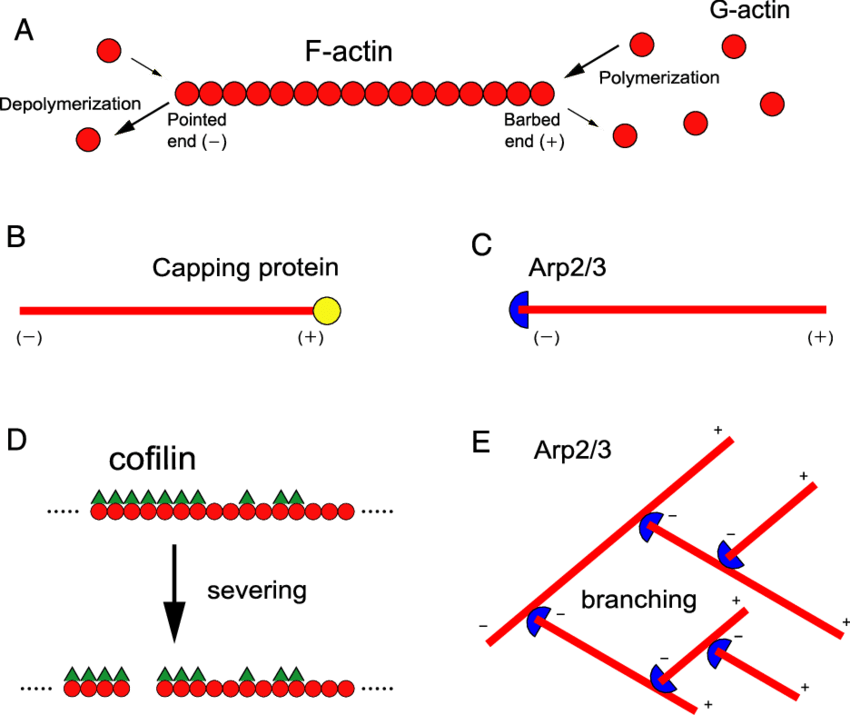 A
G-actin
F-actin
Polymerization
Depolymerization
Pointed
end (−)
Barbed
end (+)
B
Capping protein
(−)
(+)
C
Arp2/3
(−)
(+)
D
cofilin
.....
.....
severing
.....
.....
E
Arp2/3
+
+
−
−
branching
+
−
−
+
−
−
+
+